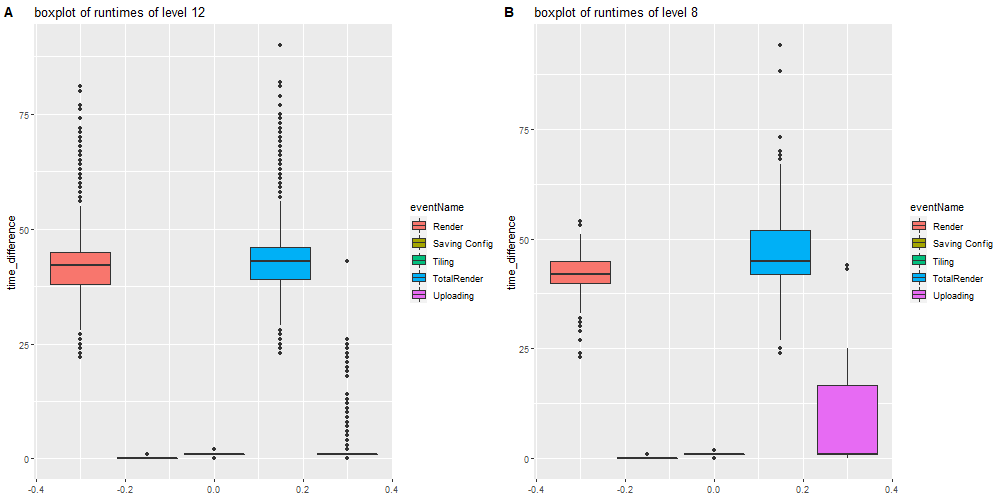 A boxplot of runtimes of level 12
time_difference
75
50
25
0
-0.4 -0.2 0.0 0.2 0.4
eventName
Render
Saving Config
Tiling
TotalRender
Uploading
B boxplot of runtimes of level 8
time_difference
75
50
25
0
-0.4 -0.2 0.0 0.2 0.4
eventName
Render
Saving Config
Tiling
TotalRender
Uploading